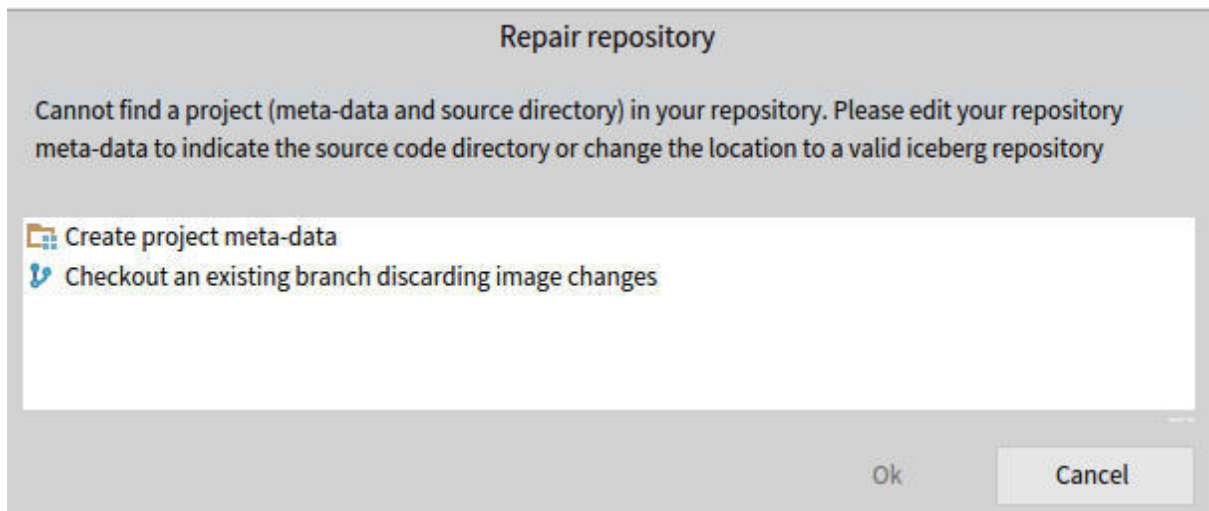 Repair repository
Cannot find a project (meta-data and source directory) in your repository. Please edit your repository
meta-data to indicate the source code directory or change the location to a valid iceberg repository
Create project meta-data
Checkout an existing branch discarding image changes
Ok
Cancel